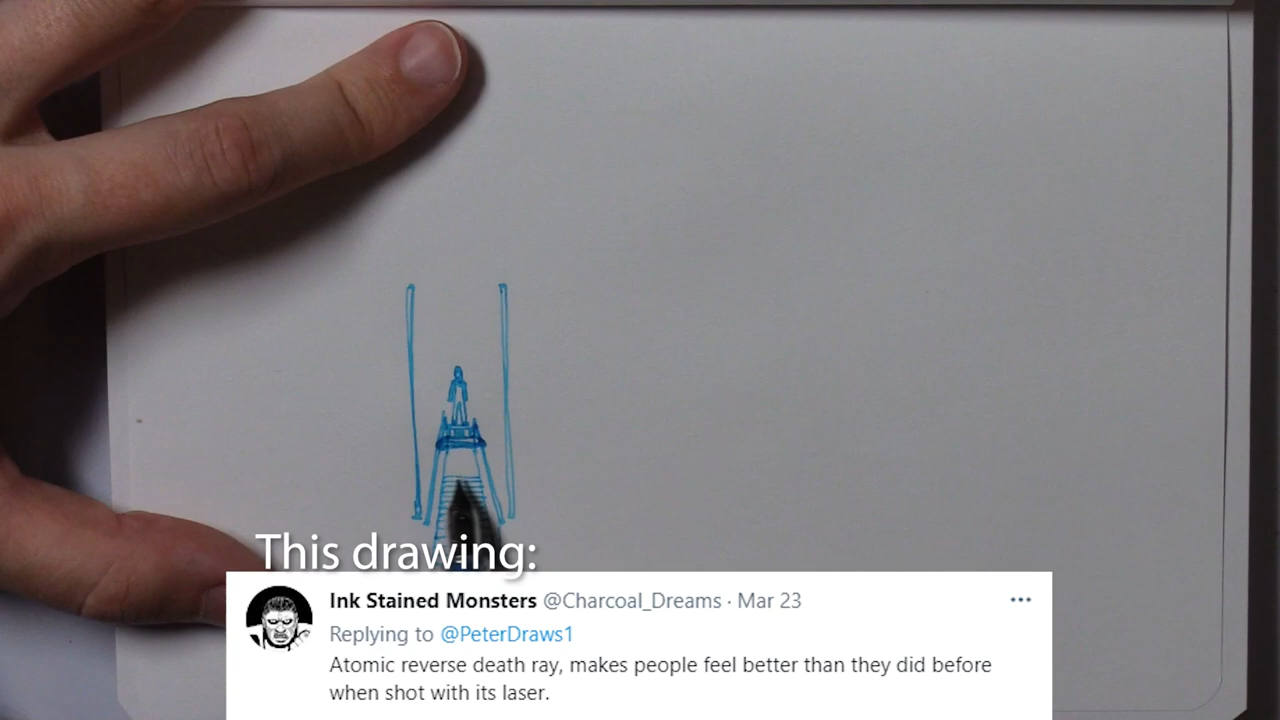 This drawing:
Ink Stained Monsters @Charcoal_Dreams · Mar 23
Replying to @PeterDraws1
Atomic reverse death ray, makes people feel better than they did before
when shot with its laser.